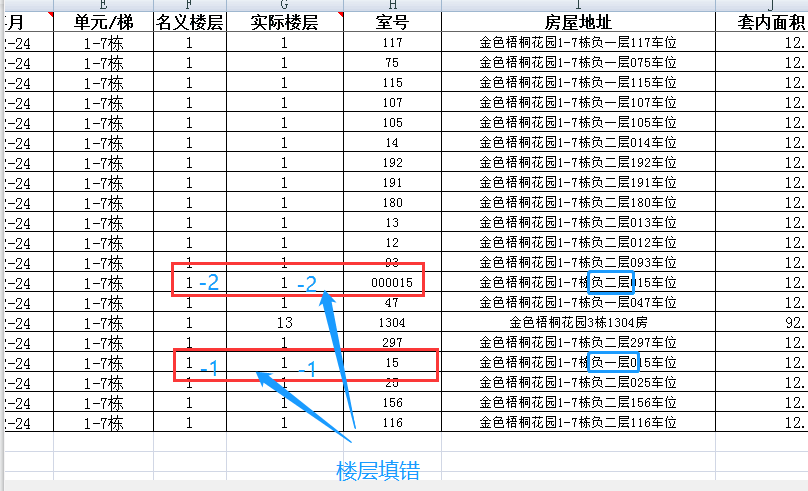 E F G H I J
年月 单元/梯 名义楼层 实际楼层 室号 房屋地址 套内面积
2-24 1-7栋 1 1 117 金色梧桐花园1-7栋负一层117车位 12.
2-24 1-7栋 1 1 75 金色梧桐花园1-7栋负一层075车位 12.
2-24 1-7栋 1 1 115 金色梧桐花园1-7栋负一层115车位 12.
2-24 1-7栋 1 1 107 金色梧桐花园1-7栋负一层107车位 12.
2-24 1-7栋 1 1 105 金色梧桐花园1-7栋负一层105车位 12.
2-24 1-7栋 1 1 14 金色梧桐花园1-7栋负二层014车位 12.
2-24 1-7栋 1 1 192 金色梧桐花园1-7栋负二层192车位 12.
2-24 1-7栋 1 1 191 金色梧桐花园1-7栋负二层191车位 12.
2-24 1-7栋 1 1 180 金色梧桐花园1-7栋负二层180车位 12.
2-24 1-7栋 1 1 13 金色梧桐花园1-7栋负二层013车位 12.
2-24 1-7栋 1 1 12 金色梧桐花园1-7栋负二层012车位 12.
2-24 1-7栋 1 1 93 金色梧桐花园1-7栋负二层093车位 12.
2-24 1-7栋 1 -2 1 -2 000015 金色梧桐花园1-7栋负二层015车位 12.
2-24 1-7栋 1 1 47 金色梧桐花园1-7栋负一层047车位 12.
2-24 1-7栋 1 13 1304 金色梧桐花园3栋1304房 92.
2-24 1-7栋 1 1 297 金色梧桐花园1-7栋负二层297车位 12.
2-24 1-7栋 1 -1 1 -1 15 金色梧桐花园1-7栋负一层015车位 12.
2-24 1-7栋 1 1 25 金色梧桐花园1-7栋负二层025车位 12.
2-24 1-7栋 1 1 156 金色梧桐花园1-7栋负二层156车位 12.
2-24 1-7栋 1 1 116 金色梧桐花园1-7栋负二层116车位 12.
楼层填错